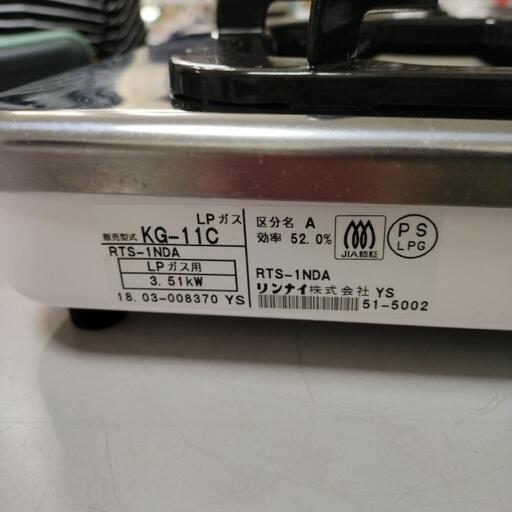 LPガス
販売型式 KG-11C
RTS-1NDA
LPガス用
3.51kW
18.03-008370 YS
区分名 A
効率 52.0%
JIA認証
PS
LPG
RTS-1NDA
リンナイ株式会社 YS
51-5002